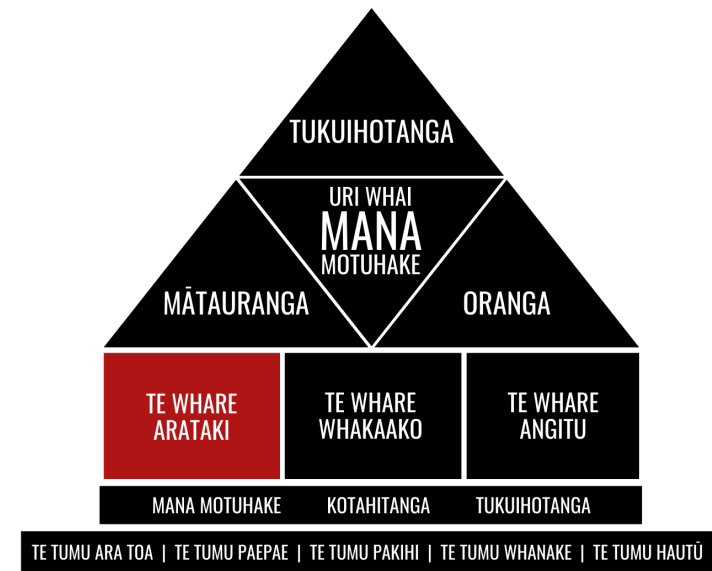 TUKUIHOTANGA
URI WHAI
MANA
MOTUHAKE
MĀTAURANGA
ORANGA
TE WHARE
ARATAKI
TE WHARE
WHAKAAKO
TE WHARE
ANGITU
MANA MOTUHAKE KOTAHITANGA TUKUIHOTANGA
TE TUMU ARA TOA | TE TUMU PAEPAE | TE TUMU PAKIHI | TE TUMU WHANAKE | TE TUMU HAUTŪ